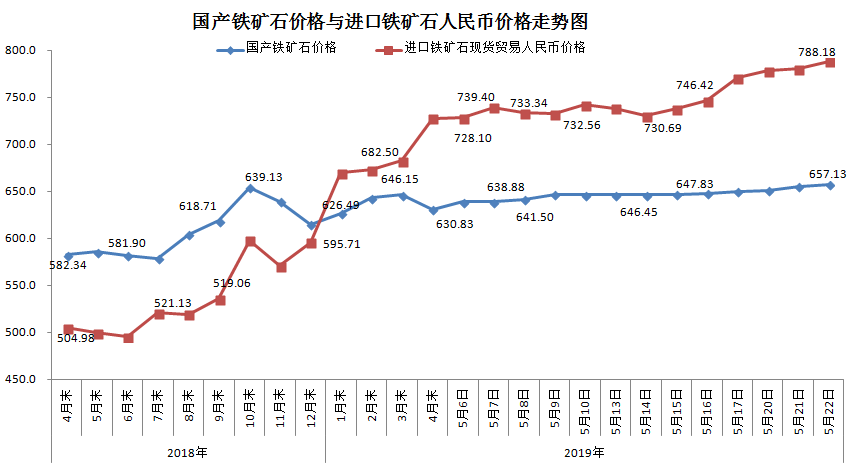 国产铁矿石价格与进口铁矿石人民币价格走势图
国产铁矿石价格
进口铁矿石现货贸易人民币价格
800.0
750.0
700.0
650.0
600.0
550.0
500.0
450.0
582.34
581.90
618.71
639.13
626.49
646.15
630.83
638.88
641.50
646.45
647.83
657.13
504.98
521.13
519.06
595.71
682.50
728.10
739.40
733.34
732.56
730.69
746.42
788.18
4月末
5月末
6月末
7月末
8月末
9月末
10月末
11月末
12月末
1月末
2月末
3月末
4月末
5月6日
5月7日
5月8日
5月9日
5月10日
5月13日
5月14日
5月15日
5月16日
5月17日
5月20日
5月21日
5月22日
2018年
2019年